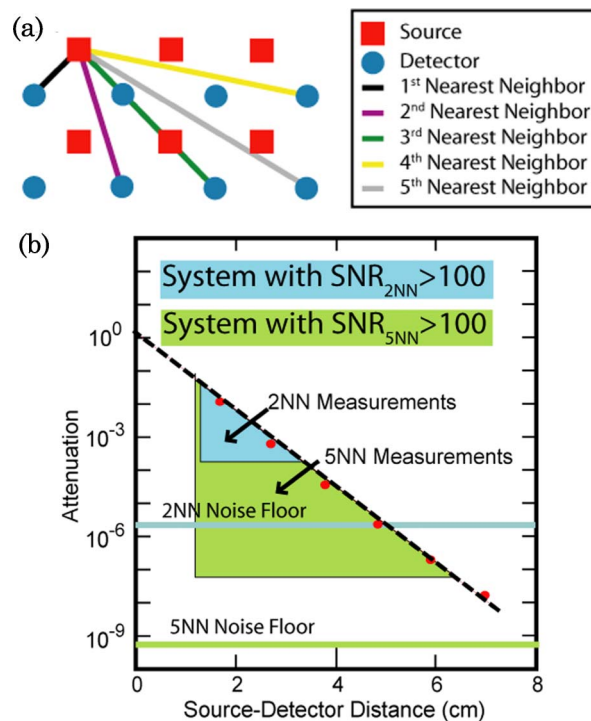 (a)
Source
Detector
1st Nearest Neighbor
2nd Nearest Neighbor
3rd Nearest Neighbor
4th Nearest Neighbor
5th Nearest Neighbor
(b)
System with SNR2NN>100
System with SNR5NN>100
10^0
2NN Measurements
10^-3
5NN Measurements
Attenuation
2NN Noise Floor
10^-6
5NN Noise Floor
10^-9
0 2 4 6 8
Source-Detector Distance (cm)